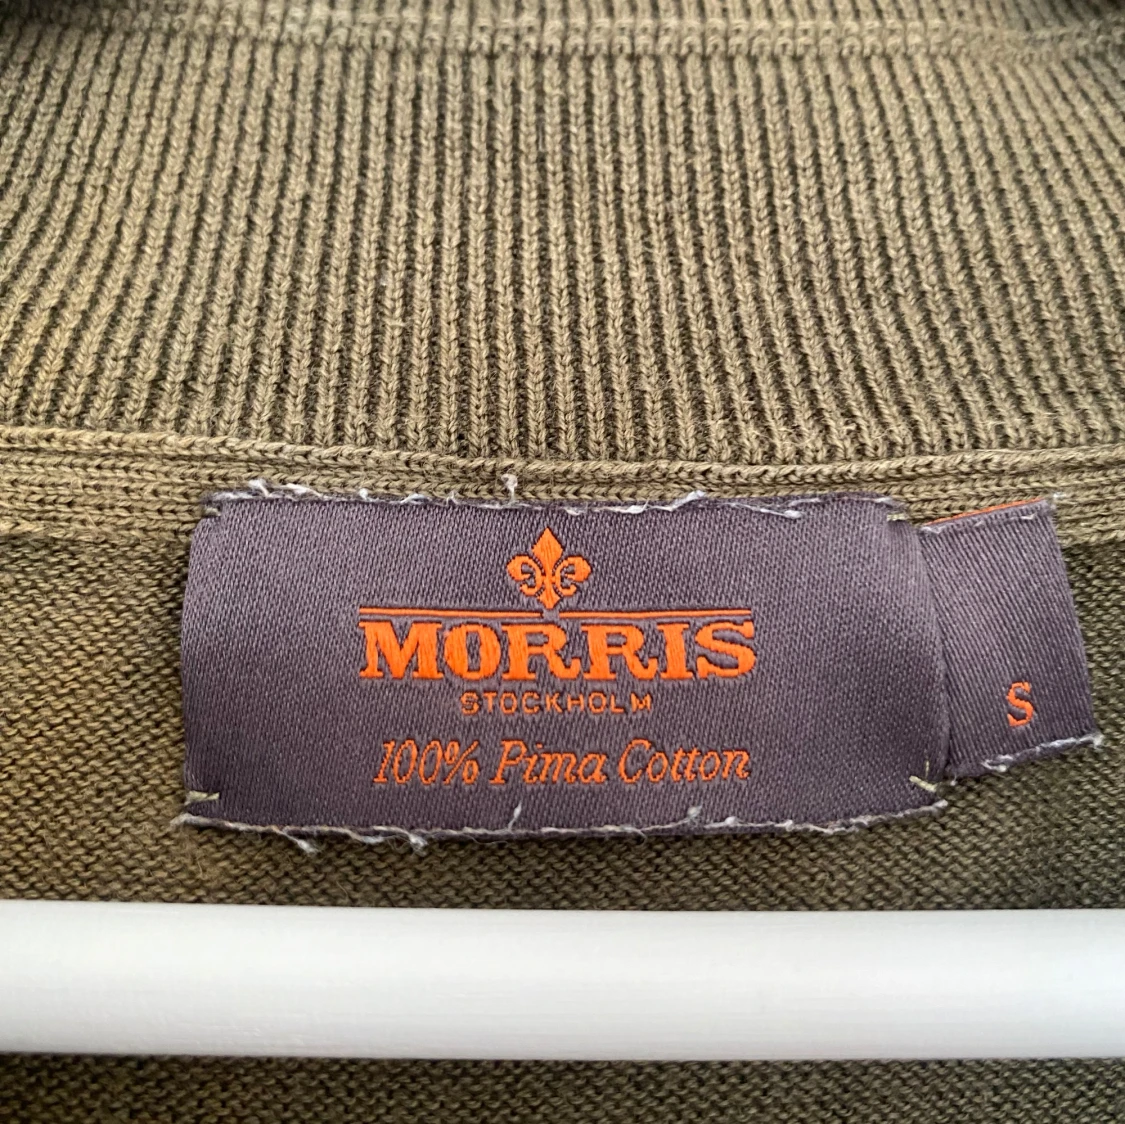 MORRIS
STOCKHOLM
100% Pima Cotton
S